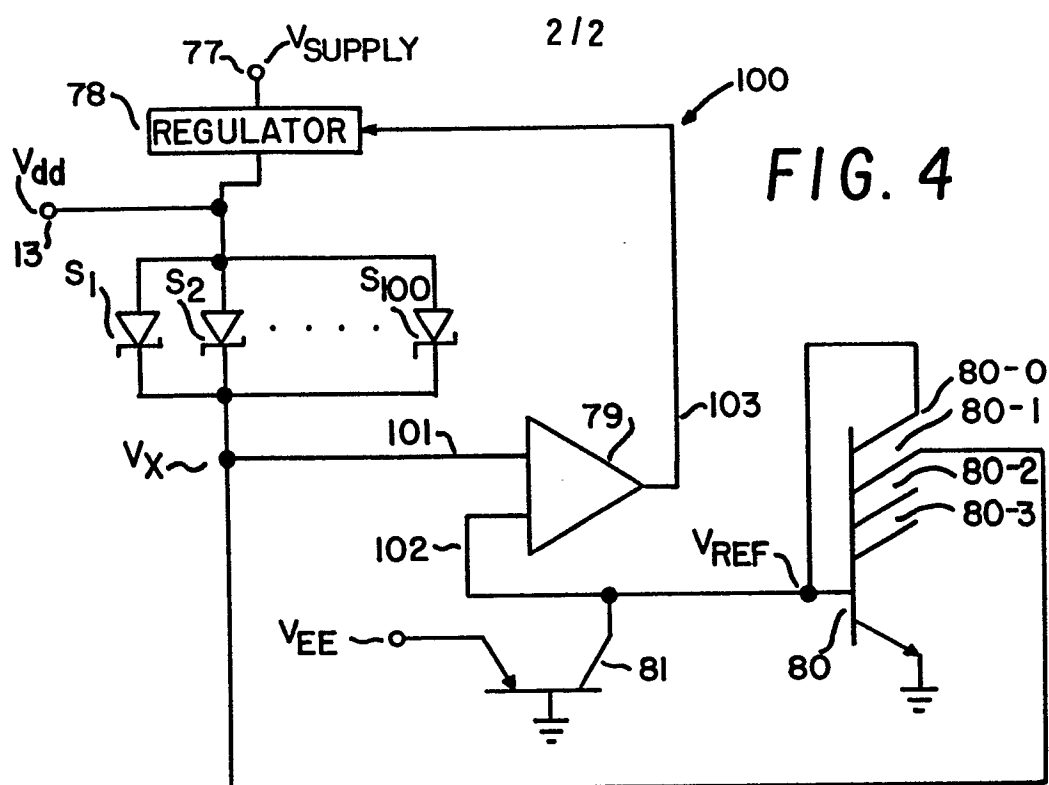 2/2
77
VSUPPLY
78
REGULATOR
100
FIG. 4
Vdd
13
S1
S2
S100
80-0
80-1
80-2
80-3
103
79
101
VX
102
VREF
VEE
81
80